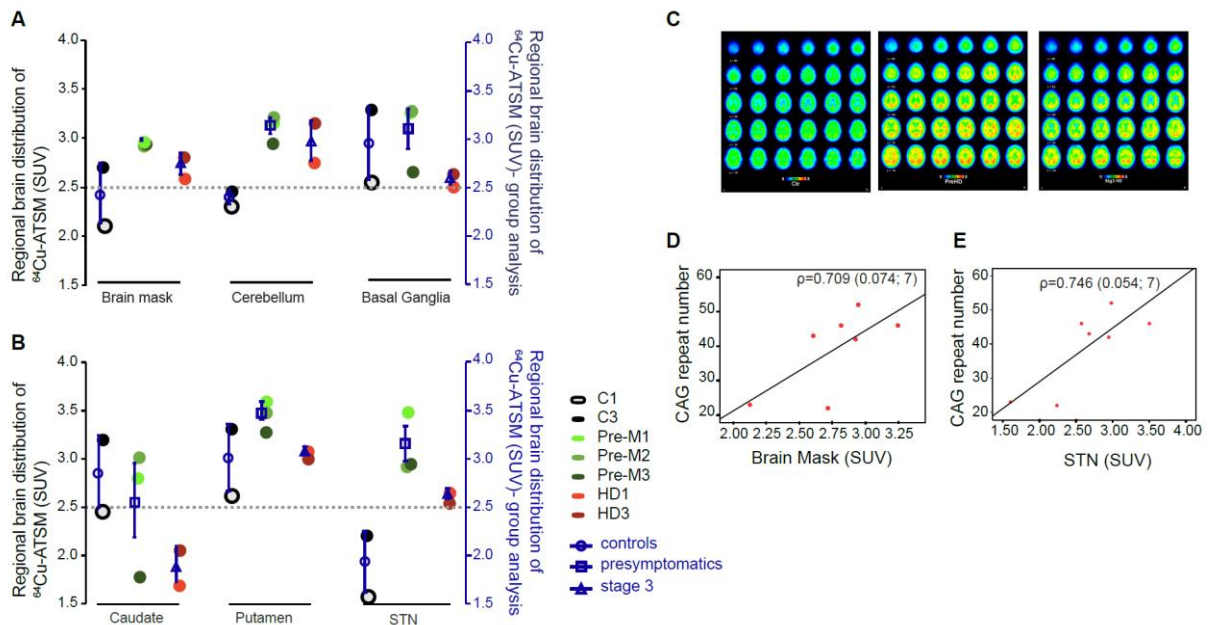 A
Regional brain distribution of
⁶⁴Cu-ATSM (SUV)
4.0
3.5
3.0
2.5
2.0
1.5
Brain mask
Cerebellum
Basal Ganglia
4.0
3.5
3.0
2.5
2.0
1.5
Regional brain distribution of
⁶⁴Cu-ATSM (SUV)- group analysis
B
Regional brain distribution of
⁶⁴Cu-ATSM (SUV)
4.0
3.5
3.0
2.5
2.0
1.5
Caudate
Putamen
STN
4.0
3.5
3.0
2.5
2.0
1.5
Regional brain distribution of
⁶⁴Cu-ATSM (SUV)- group analysis
C1
C3
Pre-M1
Pre-M2
Pre-M3
HD1
HD3
controls
presymptomatics
stage 3
C
Ctr
PreHD
D
ρ=0.709 (0.074; 7)
CAG repeat number
60
50
40
30
20
2.00 2.25 2.50 2.75 3.00 3.25
Brain Mask (SUV)
E
ρ=0.746 (0.054; 7)
CAG repeat number
60
50
40
30
20
1.50 2.00 2.50 3.00 3.50 4.00
STN (SUV)